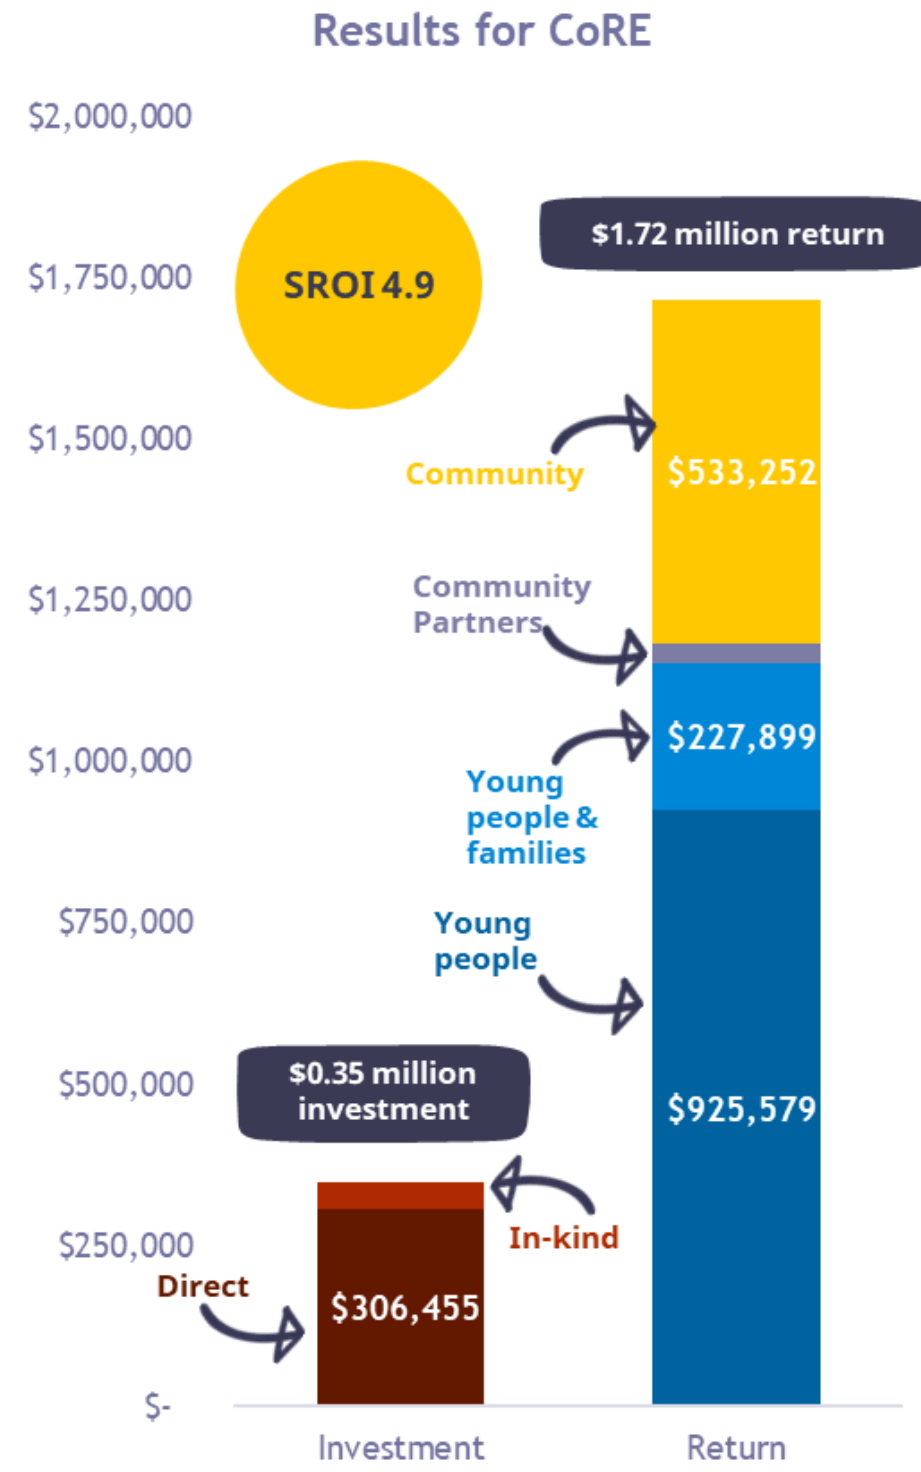 Results for CoRE
$2,000,000
$1.72 million return
$1,750,000
SROI 4.9
$1,500,000
Community
$533,252
$1,250,000
Community
Partners
$1,000,000
$227,899
Young
people &
families
$750,000
Young
people
$500,000
$0.35 million
investment
$925,579
$250,000
In-kind
Direct
$306,455
$-
Investment
Return